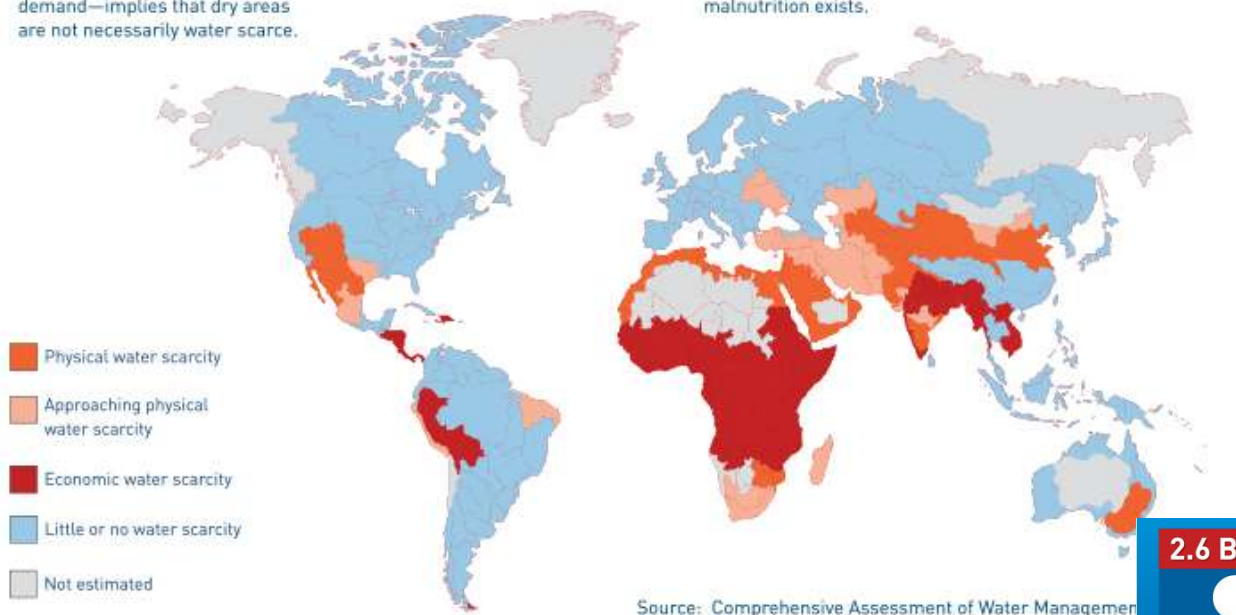 demand—implies that dry areas
are not necessarily water scarce.
malnutrition exists.
Physical water scarcity
Approaching physical
water scarcity
Economic water scarcity
Little or no water scarcity
Not estimated
Source: Comprehensive Assessment of Water Managemen
2.6 B